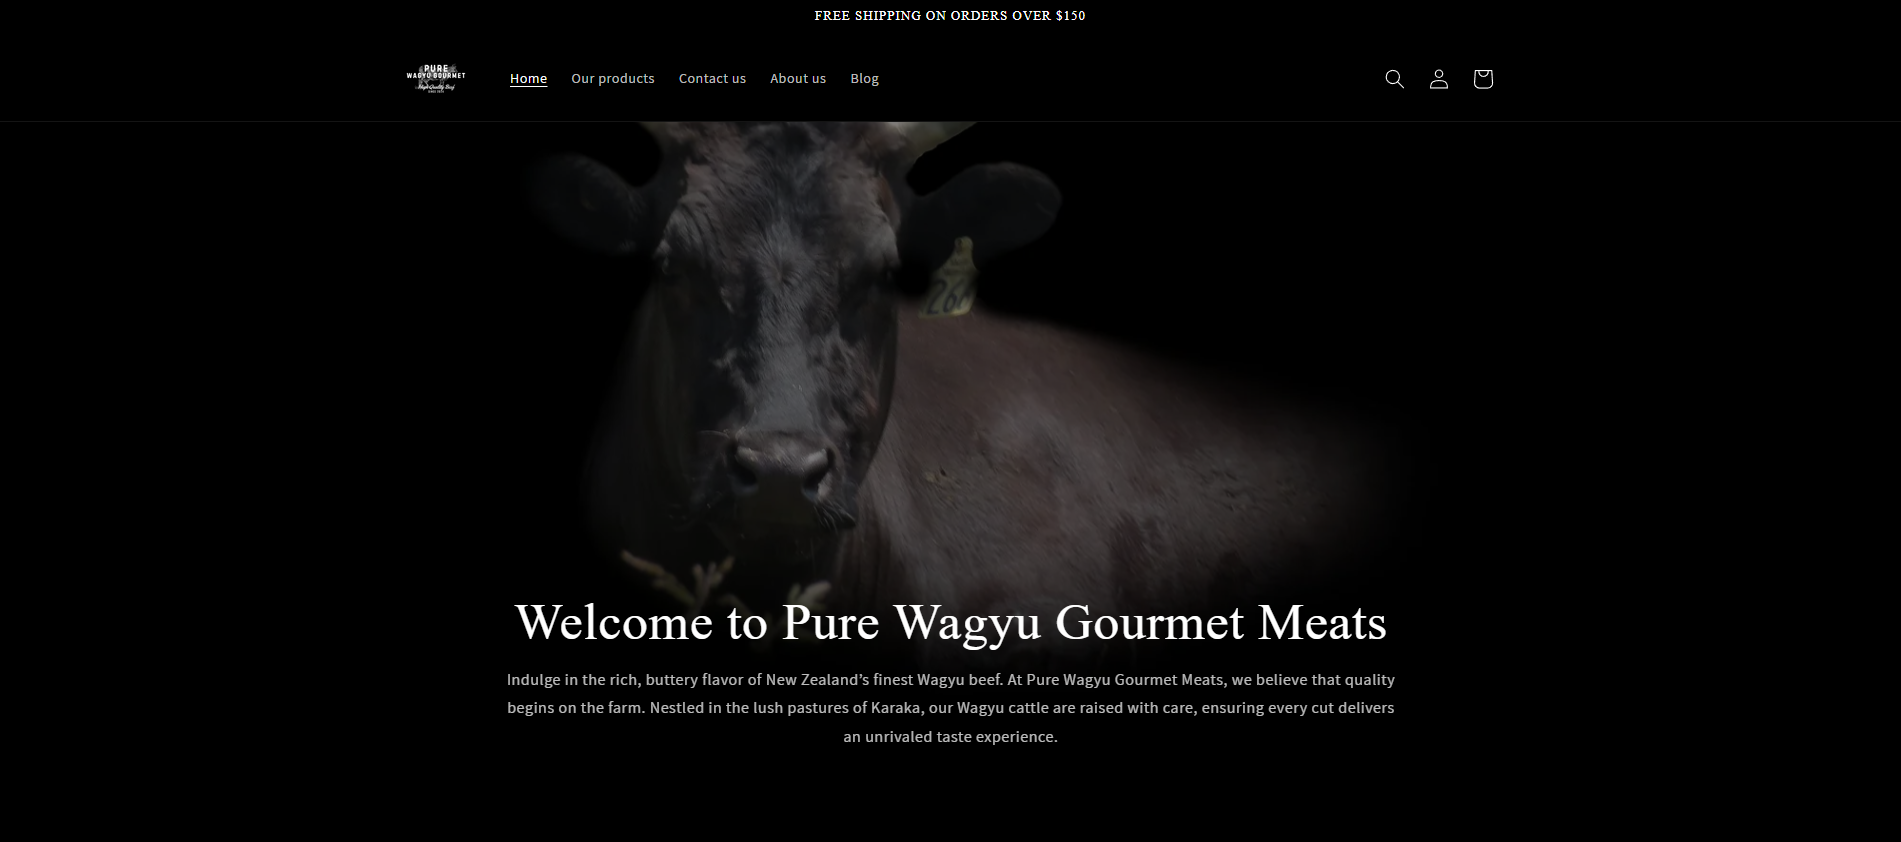 FREE SHIPPING ON ORDERS OVER $150
PURE
WAGYU GOURMET
High Quality Beef
Home Our products Contact us About us Blog
Welcome to Pure Wagyu Gourmet Meats
Indulge in the rich, buttery flavor of New Zealand’s finest Wagyu beef. At Pure Wagyu Gourmet Meats, we believe that quality
begins on the farm. Nestled in the lush pastures of Karaka, our Wagyu cattle are raised with care, ensuring every cut delivers
an unrivaled taste experience.